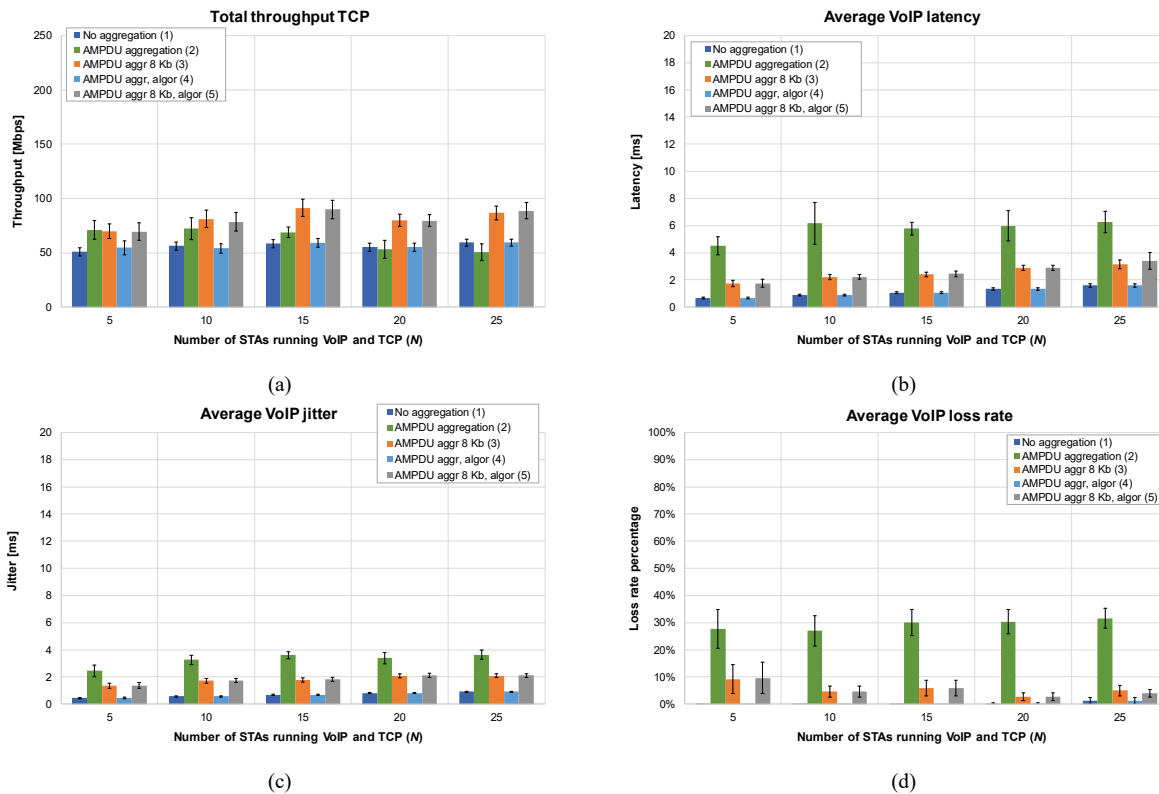 Total throughput TCP
No aggregation (1)
AMPDU aggregation (2)
AMPDU aggr 8 Kb (3)
AMPDU aggr, algor (4)
AMPDU aggr 8 Kb, algor (5)
Throughput [Mbps]
250
200
150
100
50
0
5 10 15 20 25
Number of STAs running VoIP and TCP (N)
(a)
Average VoIP latency
No aggregation (1)
AMPDU aggregation (2)
AMPDU aggr 8 Kb (3)
AMPDU aggr, algor (4)
AMPDU aggr 8 Kb, algor (5)
Latency [ms]
20
18
16
14
12
10
8
6
4
2
0
5 10 15 20 25
Number of STAs running VoIP and TCP (N)
(b)
Average VoIP jitter
No aggregation (1)
AMPDU aggregation (2)
AMPDU aggr 8 Kb (3)
AMPDU aggr, algor (4)
AMPDU aggr 8 Kb, algor (5)
Jitter [ms]
20
18
16
14
12
10
8
6
4
2
0
5 10 15 20 25
Number of STAs running VoIP and TCP (N)
(c)
Average VoIP loss rate
No aggregation (1)
AMPDU aggregation (2)
AMPDU aggr 8 Kb (3)
AMPDU aggr, algor (4)
AMPDU aggr 8 Kb, algor (5)
Loss rate percentage
100%
90%
80%
70%
60%
50%
40%
30%
20%
10%
0%
5 10 15 20 25
Number of STAs running VoIP and TCP (N)
(d)